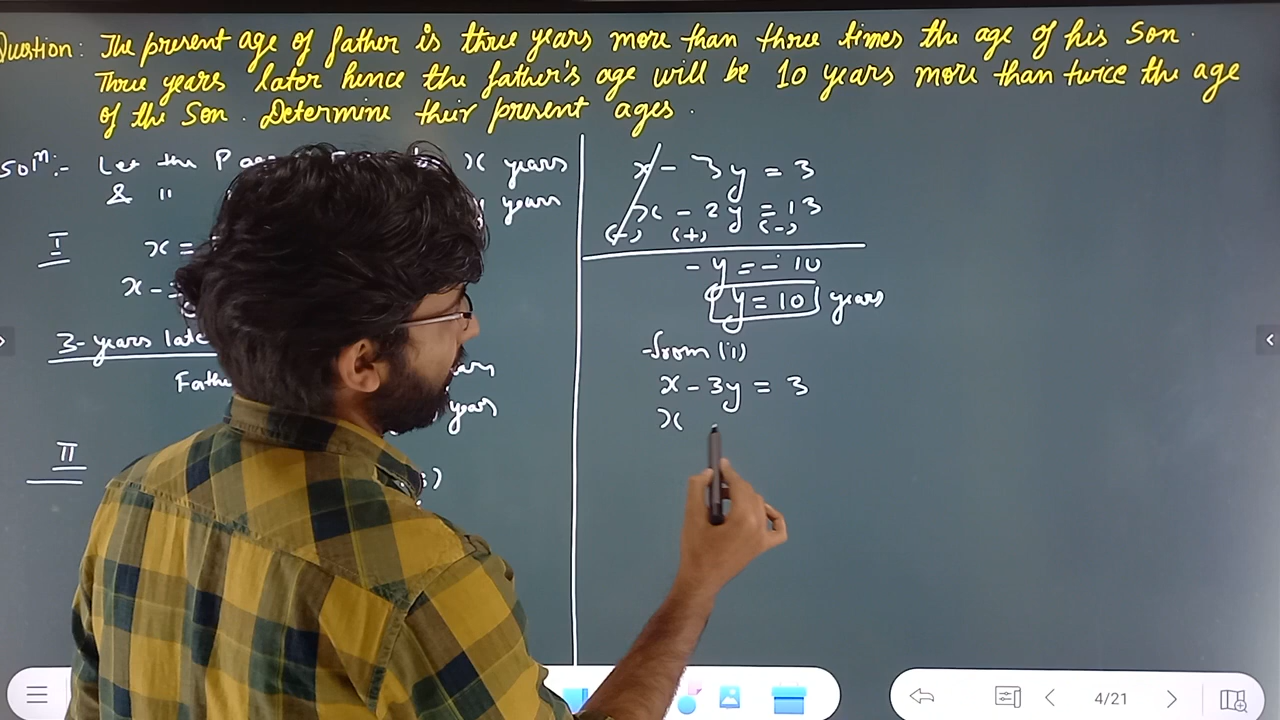 Question: The present age of father is three years more than three times the age of his Son.
Three years later hence the father's age will be 10 years more than twice the age
of the Son. Determine their present ages.
Solⁿ:- Let the P x years
& " years
I x =
x -
3-years late
Fath
years
II
x - 3y = 3
x - 2y = 13
(-) (+) (-)
- y = - 10
y = 10 years
from (i)
x - 3y = 3
x
4/21